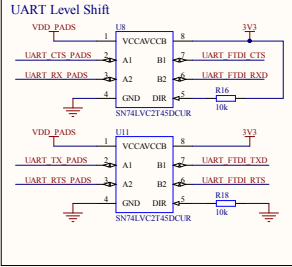 UART Level Shift
U8
VDD_PADS 3V3
1 VCCA VCCB 8
UART_CTS_PADS 2 A1 B1 7 UART_FTDI_CTS
UART_RX_PADS 3 A2 B2 6 UART_FTDI_RXD
4 GND DIR 5 R16
10k
SN74LVC2T45DCUR
U11
VDD_PADS 3V3
1 VCCA VCCB 8
UART_TX_PADS 2 A1 B1 7 UART_FTDI_TXD
UART_RTS_PADS 3 A2 B2 6 UART_FTDI_RTS
4 GND DIR 5 R18
10k
SN74LVC2T45DCUR